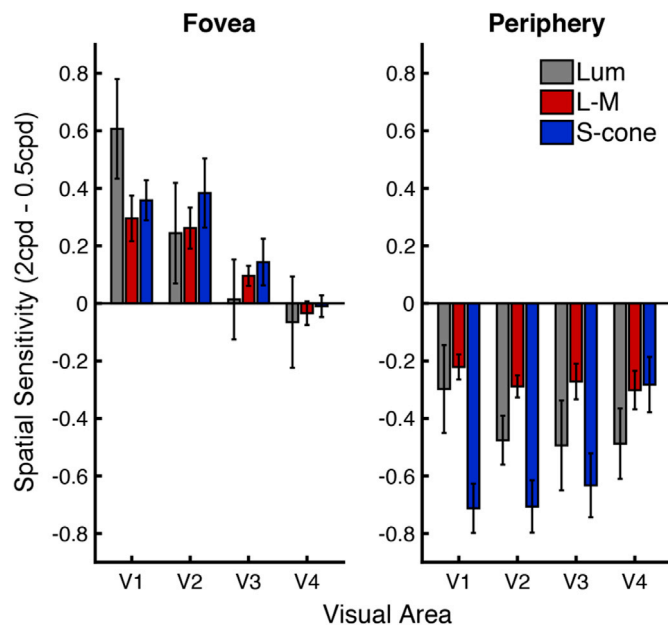 Fovea
Periphery
Spatial Sensitivity (2cpd - 0.5cpd)
0.8
0.6
0.4
0.2
0
-0.2
-0.4
-0.6
-0.8
V1 V2 V3 V4
0.8
0.6
0.4
0.2
0
-0.2
-0.4
-0.6
-0.8
Lum
L-M
S-cone
V1 V2 V3 V4
Visual Area